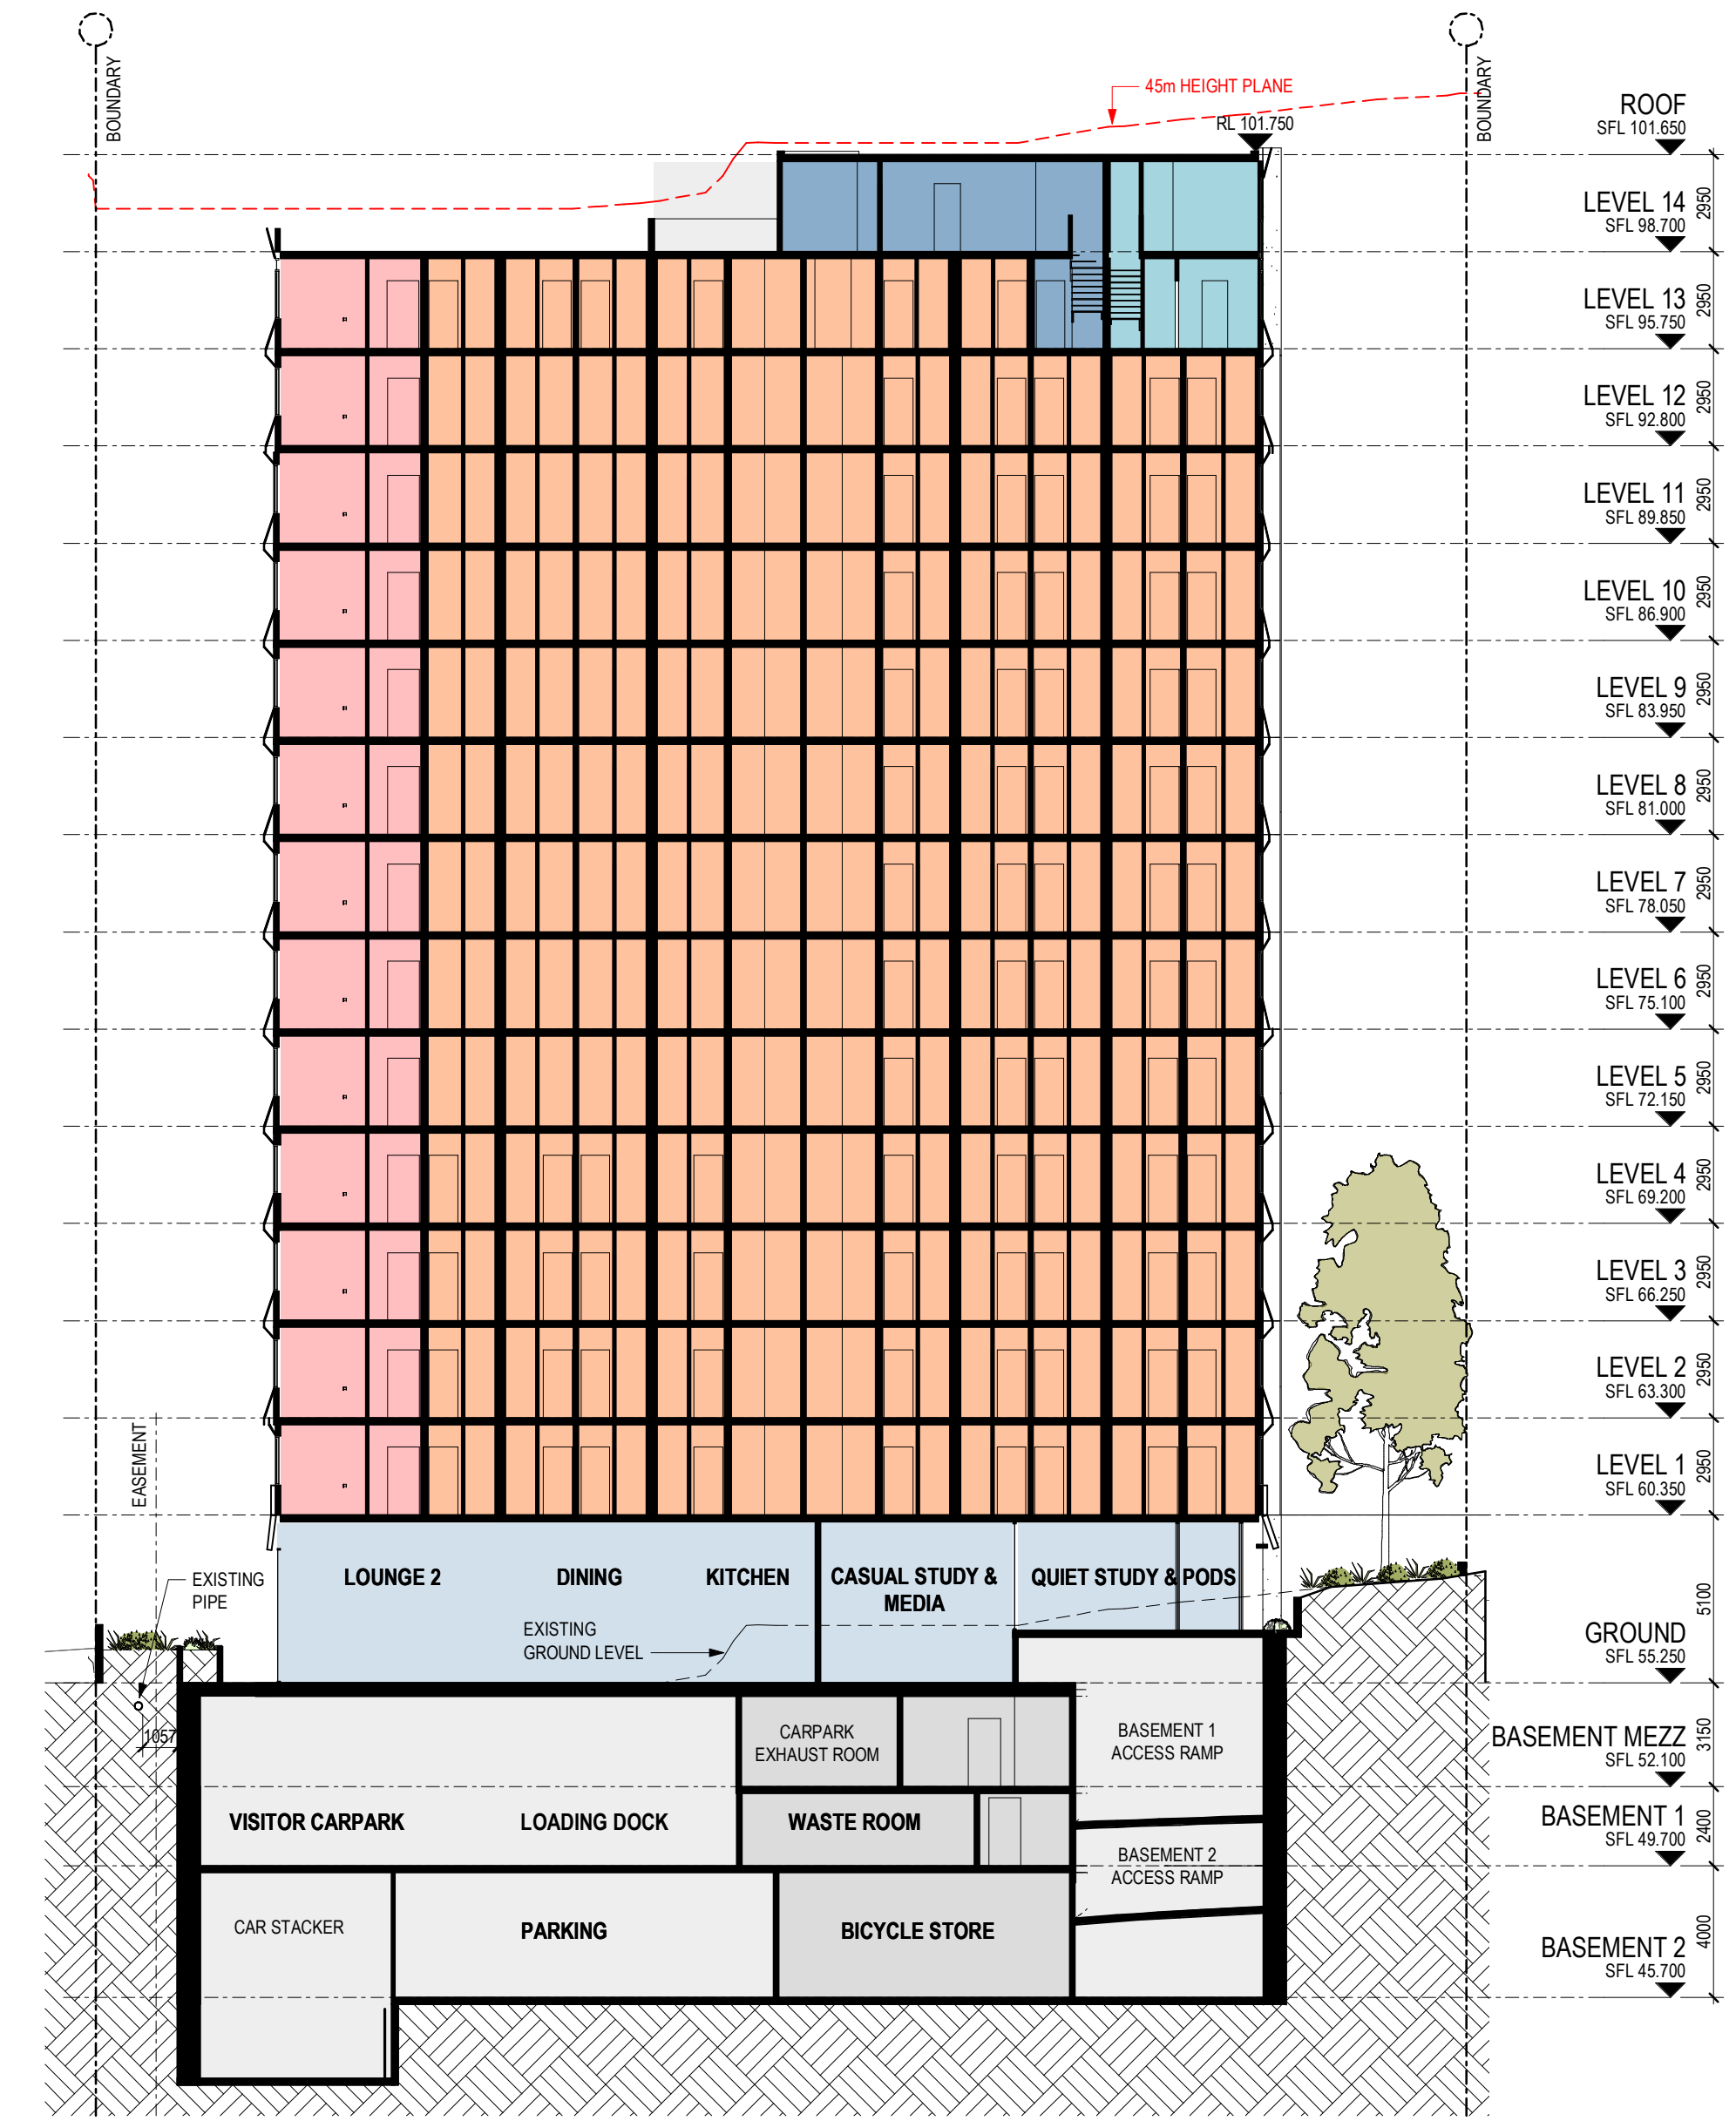 BOUNDARY
45m HEIGHT PLANE
RL 101.750
BOUNDARY
ROOF
SFL 101.650
2950
LEVEL 14
SFL 98.700
2950
LEVEL 13
SFL 95.750
2950
LEVEL 12
SFL 92.800
2950
LEVEL 11
SFL 89.850
2950
LEVEL 10
SFL 86.900
2950
LEVEL 9
SFL 83.950
2950
LEVEL 8
SFL 81.000
2950
LEVEL 7
SFL 78.050
2950
LEVEL 6
SFL 75.100
2950
LEVEL 5
SFL 72.150
2950
LEVEL 4
SFL 69.200
2950
LEVEL 3
SFL 66.250
2950
LEVEL 2
SFL 63.300
2950
LEVEL 1
SFL 60.350
5100
GROUND
SFL 55.250
3150
BASEMENT MEZZ
SFL 52.100
2400
BASEMENT 1
SFL 49.700
4000
BASEMENT 2
SFL 45.700
EASEMENT
EXISTING
PIPE
1057
LOUNGE 2
DINING
KITCHEN
CASUAL STUDY &
MEDIA
QUIET STUDY & PODS
EXISTING
GROUND LEVEL
CARPARK
EXHAUST ROOM
BASEMENT 1
ACCESS RAMP
VISITOR CARPARK
LOADING DOCK
WASTE ROOM
BASEMENT 2
ACCESS RAMP
CAR STACKER
PARKING
BICYCLE STORE